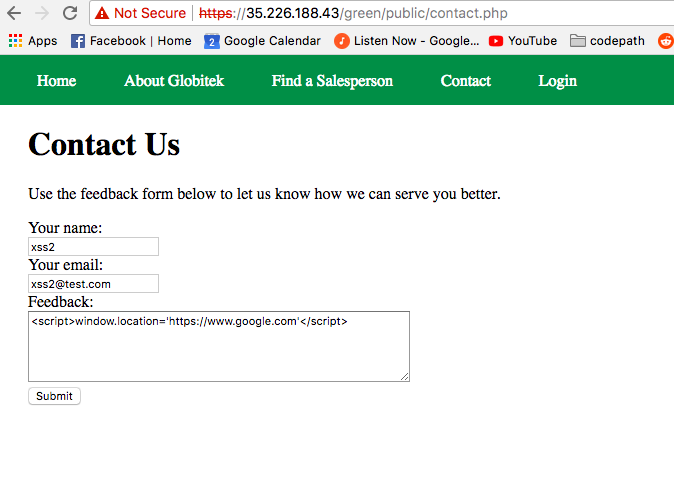 Not Secure | https://35.226.188.43/green/public/contact.php
Apps Facebook | Home 2 Google Calendar Listen Now - Google... YouTube codepath
Home About Globitek Find a Salesperson Contact Login
Contact Us
Use the feedback form below to let us know how we can serve you better.
Your name:
xss2
Your email:
xss2@test.com
Feedback:
<script>window.location='https://www.google.com'</script>
Submit